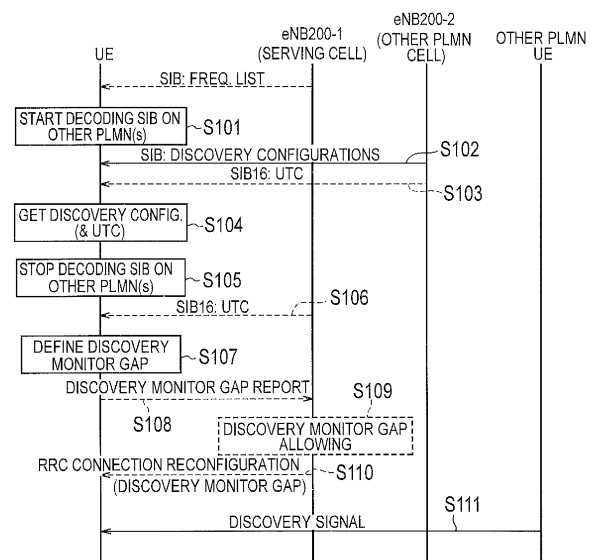 UE
eNB200-1
(SERVING CELL)
eNB200-2
(OTHER PLMN
CELL)
OTHER PLMN
UE
SIB: FREQ. LIST
START DECODING SIB ON
OTHER PLMN(s)
S101
SIB: DISCOVERY CONFIGURATIONS
S102
SIB16: UTC
S103
GET DISCOVERY CONFIG.
(& UTC)
S104
STOP DECODING SIB ON
OTHER PLMN(s)
S105
SIB16: UTC
S106
DEFINE DISCOVERY
MONITOR GAP
S107
DISCOVERY MONITOR GAP REPORT
S108
S109
DISCOVERY MONITOR GAP
ALLOWING
RRC CONNECTION RECONFIGURATION
(DISCOVERY MONITOR GAP)
S110
DISCOVERY SIGNAL
S111